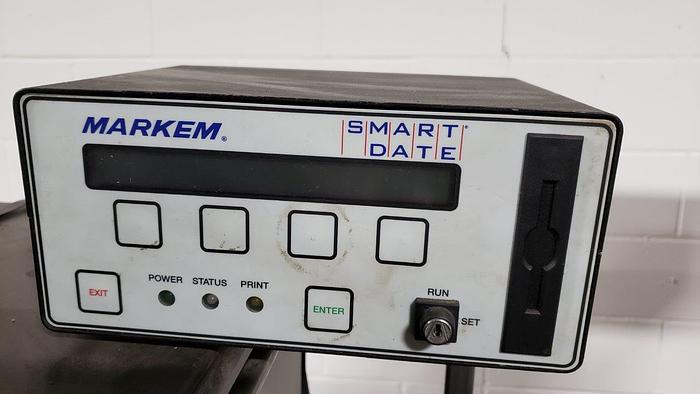 MARKEM®
SMART®
DATE
POWER STATUS PRINT
EXIT
ENTER
RUN
SET